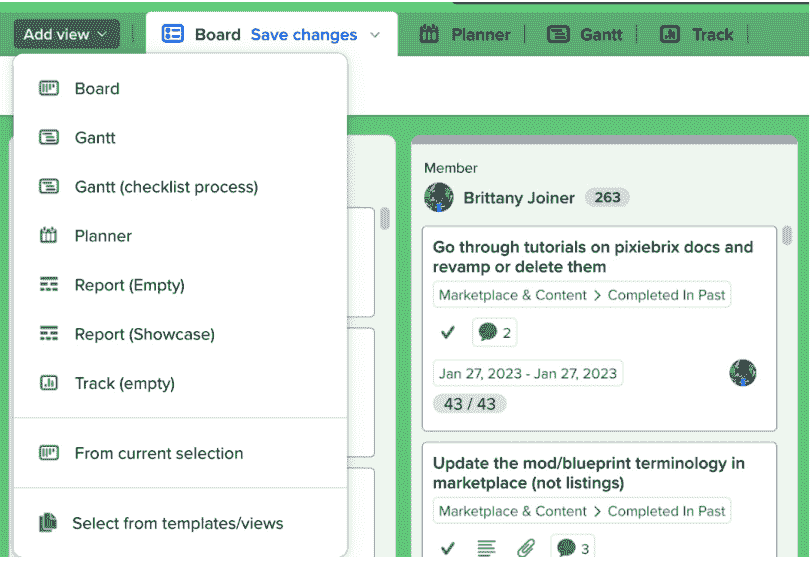 Add view
Board Save changes
Planner
Gantt
Track
Board
Gantt
Gantt (checklist process)
Planner
Report (Empty)
Report (Showcase)
Track (empty)
From current selection
Select from templates/views
Member
Brittany Joiner 263
Go through tutorials on pixiebrix docs and
revamp or delete them
Marketplace & Content > Completed In Past
2
Jan 27, 2023 - Jan 27, 2023
43 / 43
Update the mod/blueprint terminology in
marketplace (not listings)
Marketplace & Content > Completed In Past
3